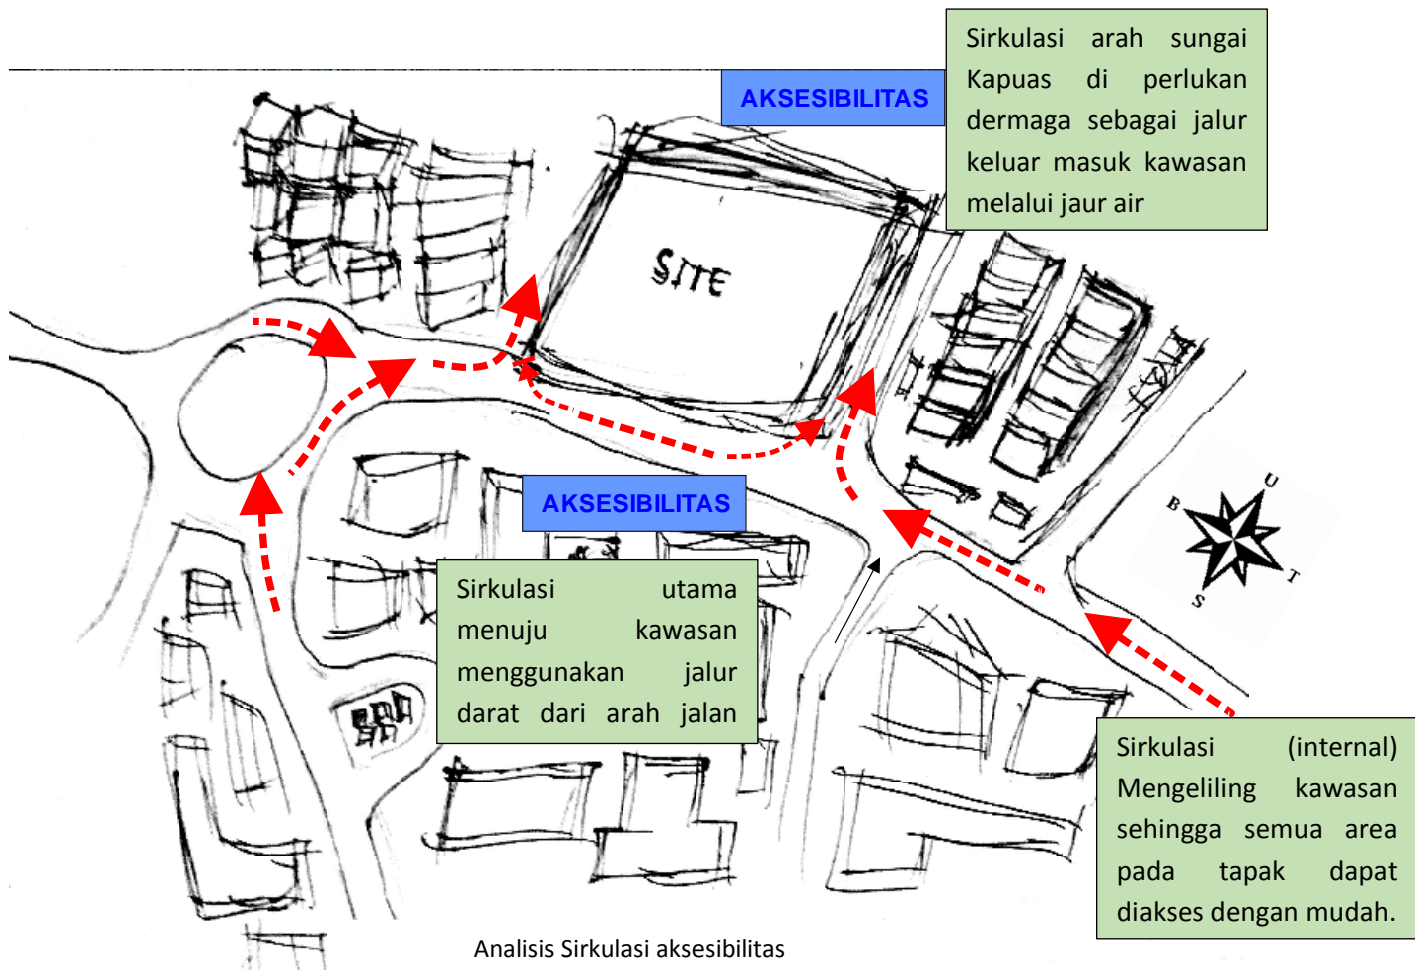 Sirkulasi arah sungai
Kapuas di perlukan
dermaga sebagai jalur
keluar masuk kawasan
melalui jaur air
AKSESIBILITAS
SITE
AKSESIBILITAS
Sirkulasi utama
menuju kawasan
menggunakan jalur
darat dari arah jalan
U
B
T
S
Sirkulasi (internal)
Mengeliling kawasan
sehingga semua area
pada tapak dapat
diakses dengan mudah.
Analisis Sirkulasi aksesibilitas